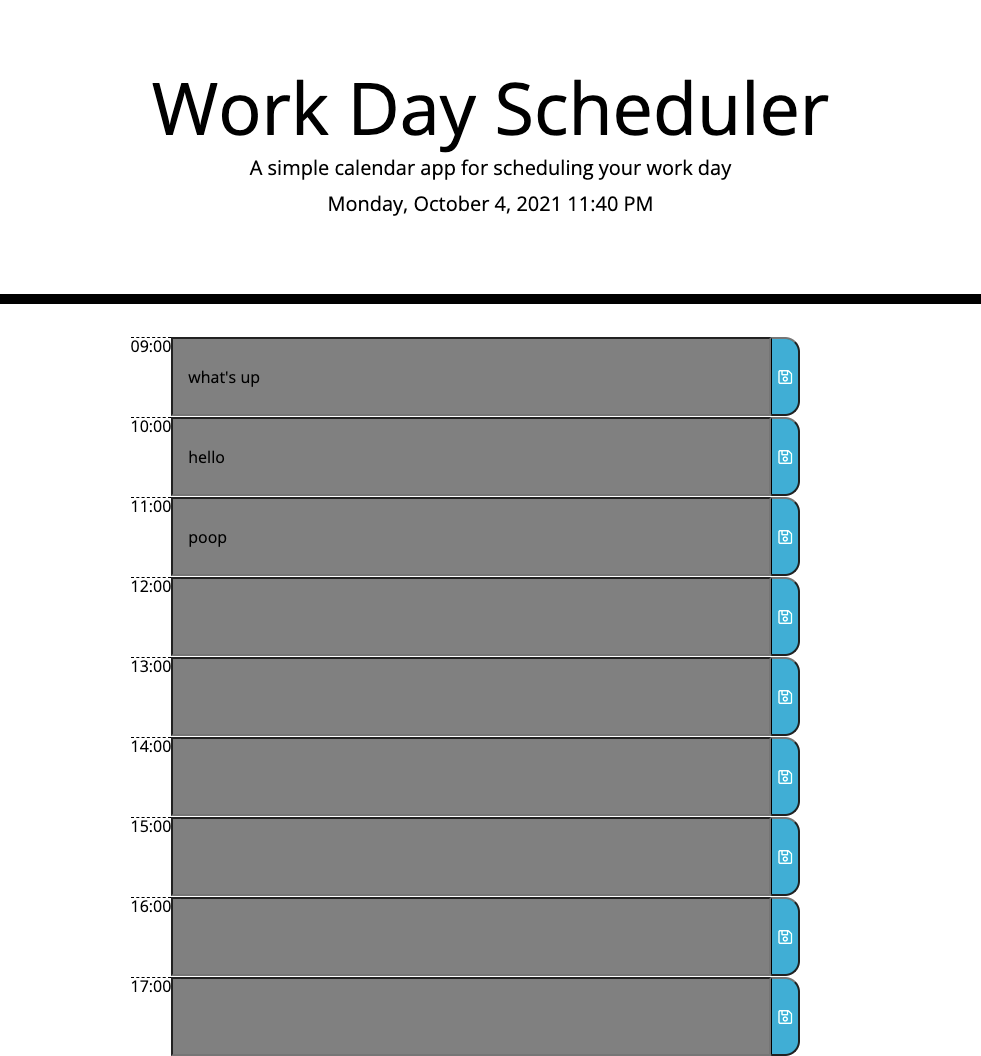 Work Day Scheduler
A simple calendar app for scheduling your work day
Monday, October 4, 2021 11:40 PM
09:00
what's up
10:00
hello
11:00
poop
12:00
13:00
14:00
15:00
16:00
17:00